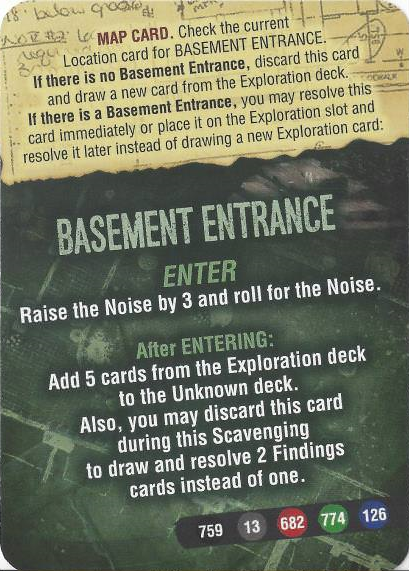 18" below grade
NOTE #2:
MAP CARD. Check the current
Location card for BASEMENT ENTRANCE.
If there is no Basement Entrance, discard this card
and draw a new card from the Exploration deck.
If there is a Basement Entrance, you may resolve this
card immediately or place it on the Exploration slot and
resolve it later instead of drawing a new Exploration card:
BASEMENT ENTRANCE
ENTER
Raise the Noise by 3 and roll for the Noise.
After ENTERING:
Add 5 cards from the Exploration deck
to the Unknown deck.
Also, you may discard this card
during this Scavenging
to draw and resolve 2 Findings
cards instead of one.
759 13 682 774 126